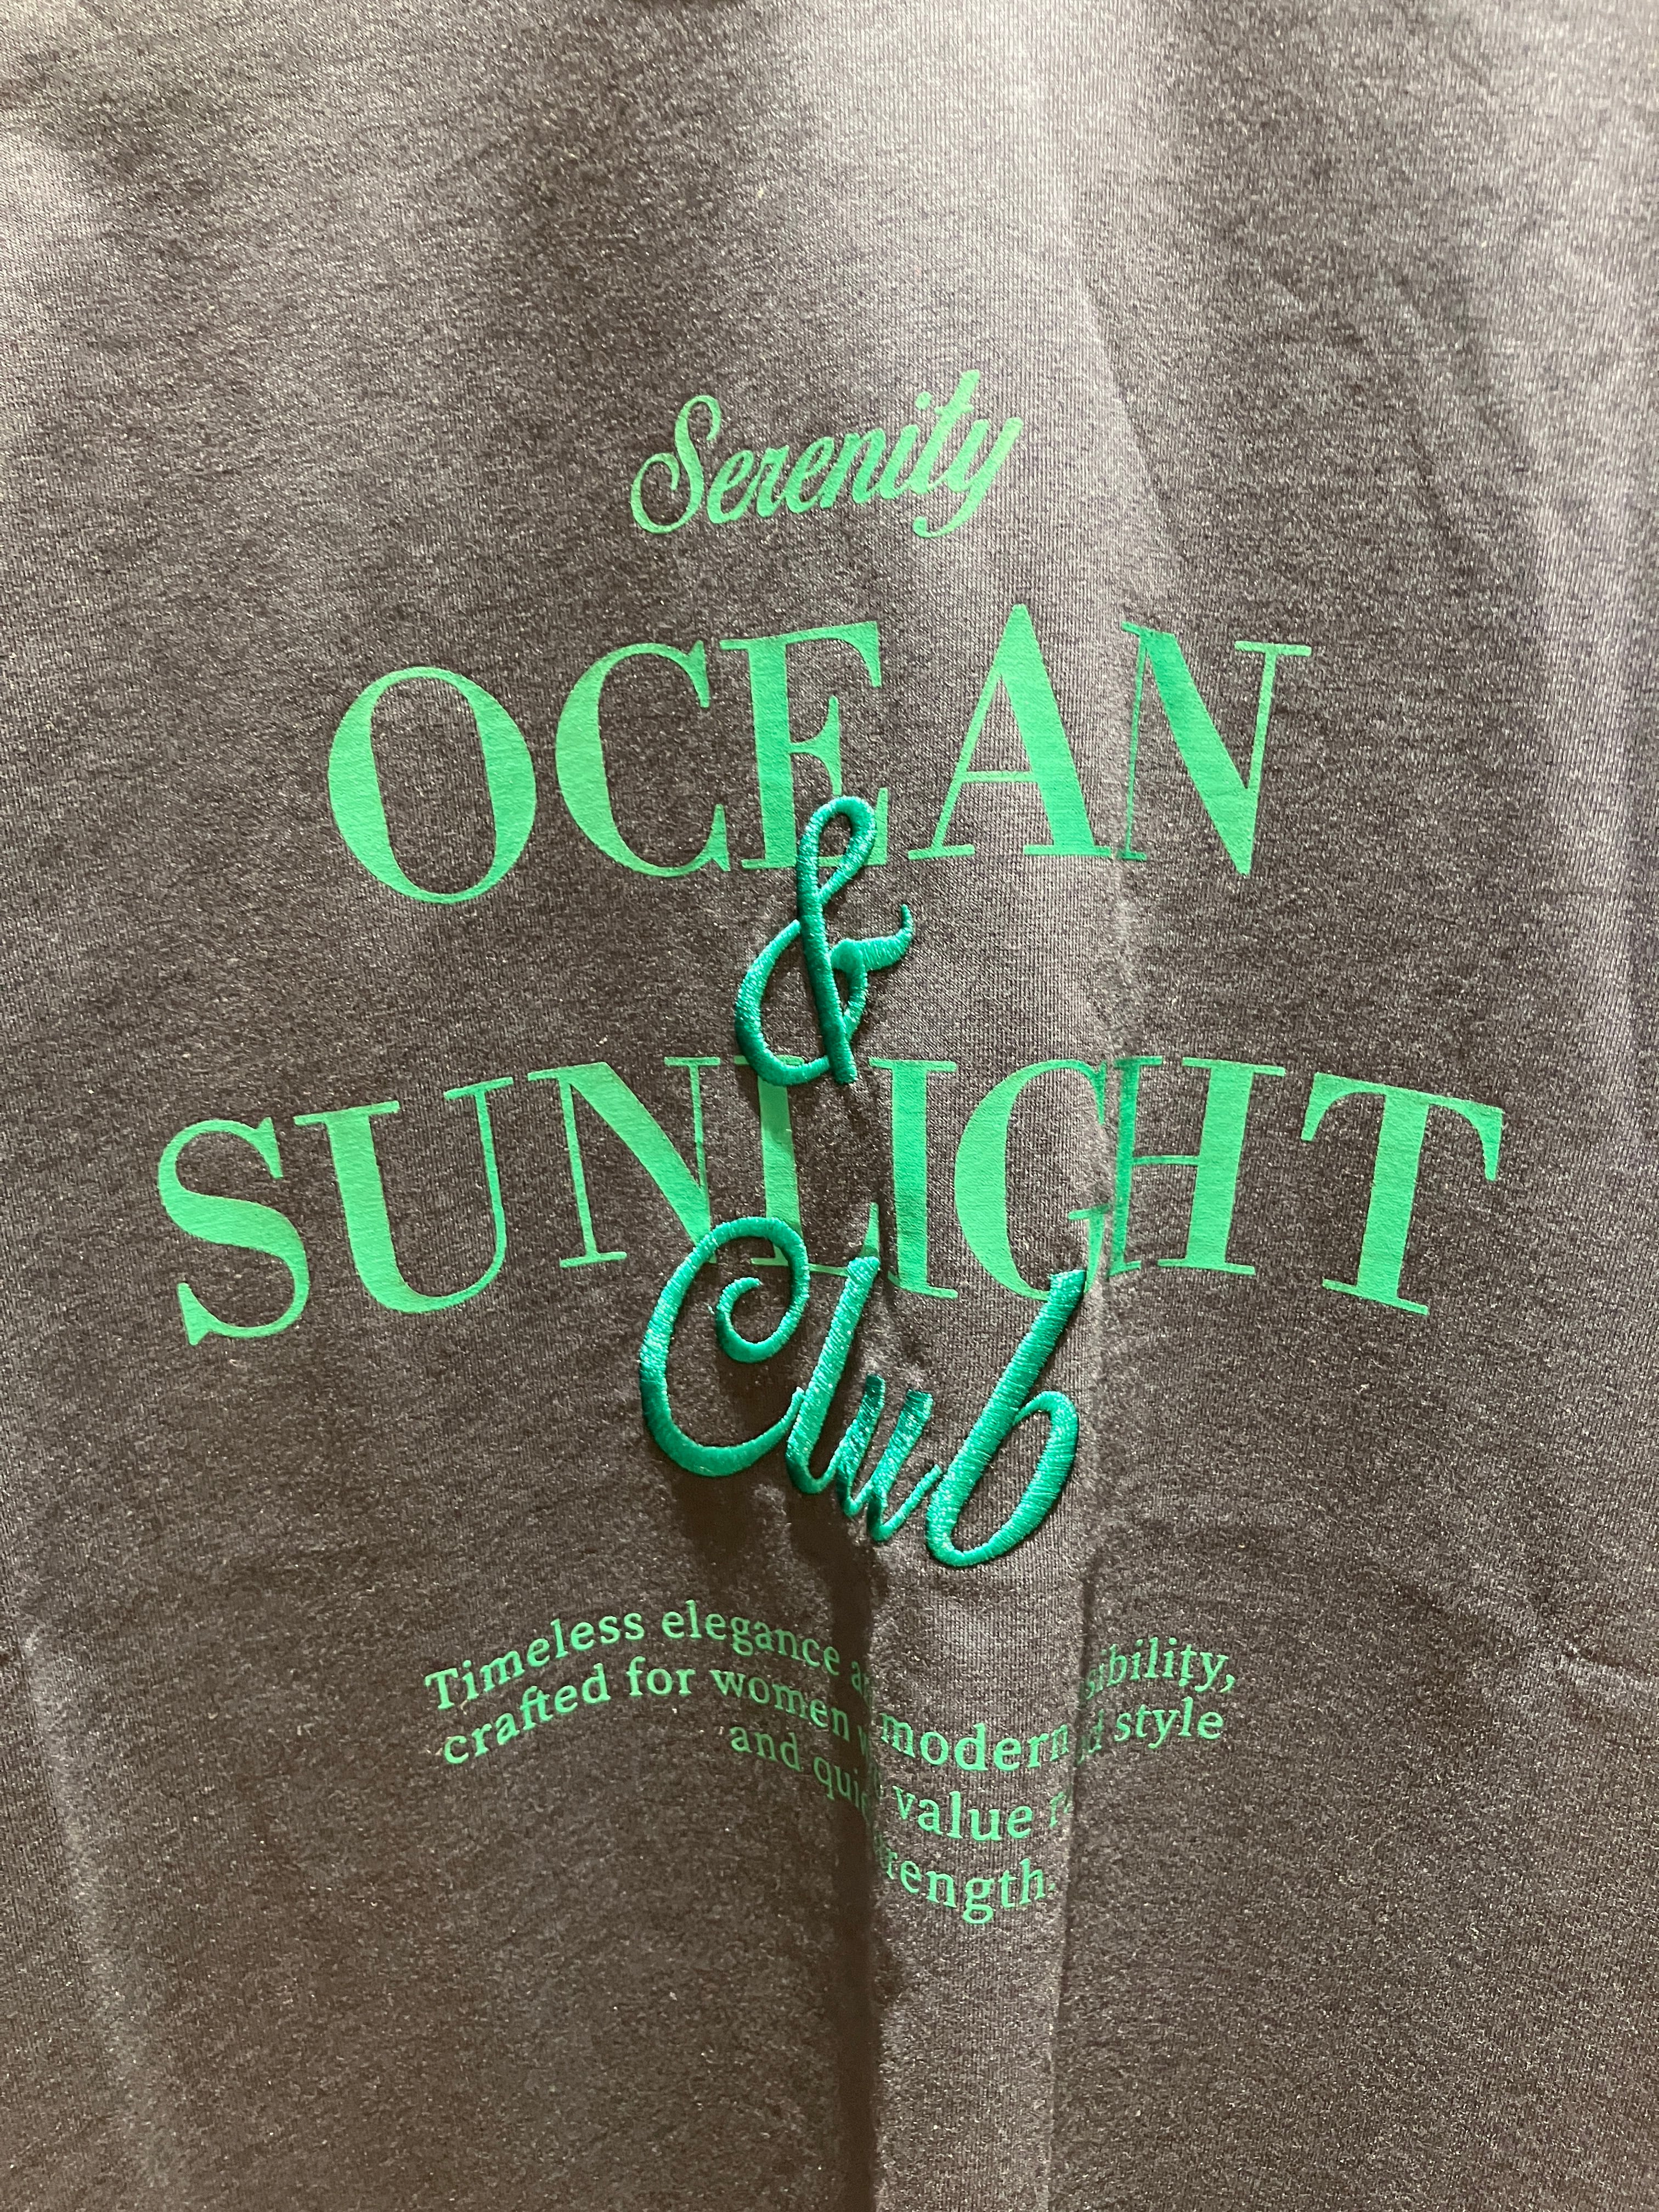 Serenity
OCEAN
&
SUNLIGHT
Club
Timeless elegance modern
crafted for women value style
and strength.